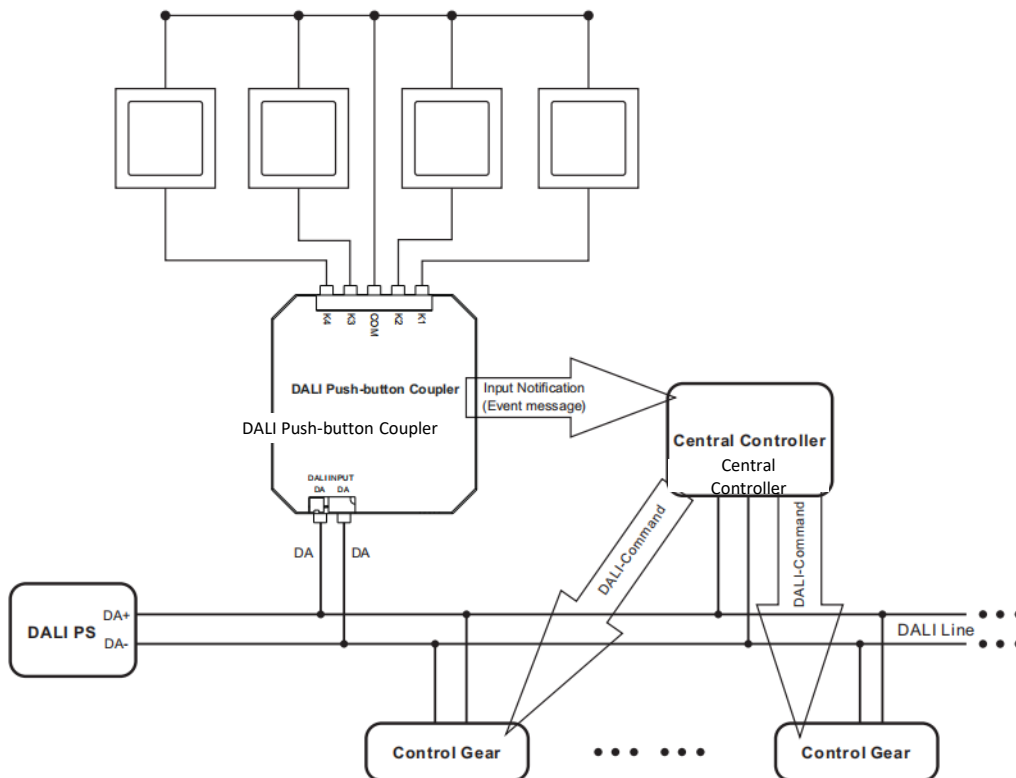 K4
K3
COM
K2
K1
DALI Push-button Coupler
DALI Push-button Coupler
Input Notification
(Event message)
Central Controller
Central
Controller
DALI INPUT
DA DA
DA DA
DALI-Command
DALI-Command
DALI PS
DA+
DA-
DALI Line
Control Gear
Control Gear